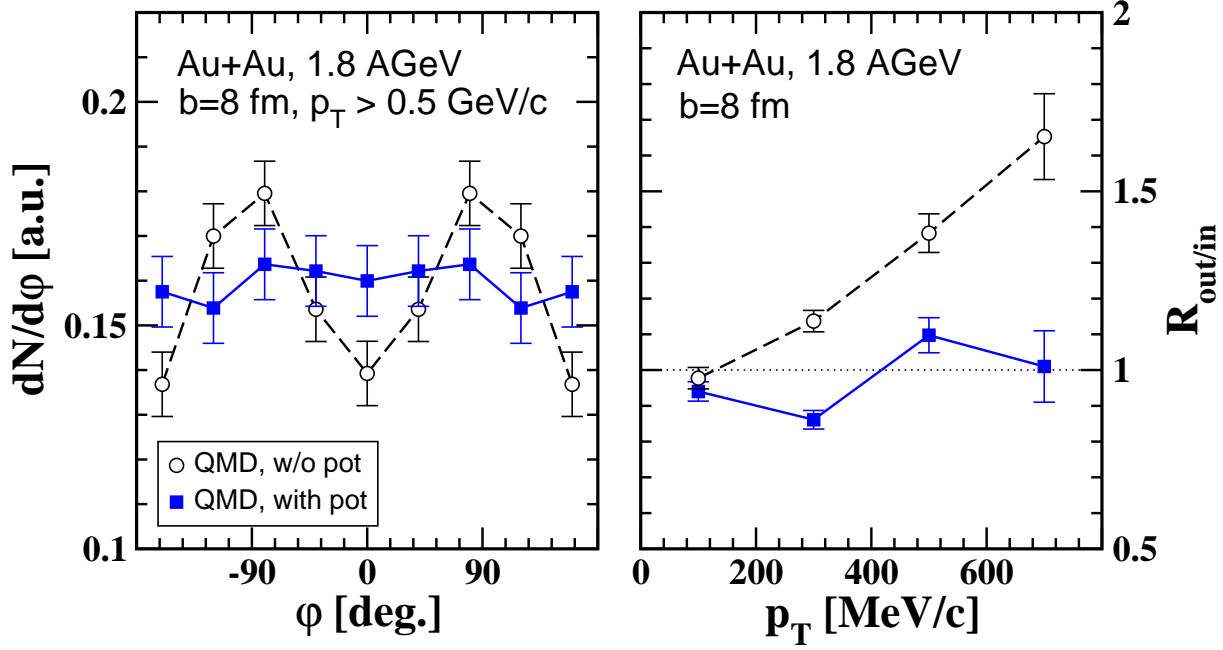 Au+Au, 1.8 AGeV
b=8 fm, p_T > 0.5 GeV/c
dN/dφ [a.u.]
0.2
0.15
0.1
QMD, w/o pot
QMD, with pot
-90 0 90
φ [deg.]
Au+Au, 1.8 AGeV
b=8 fm
2
1.5
1
0.5
R_out/in
0 200 400 600
p_T [MeV/c]